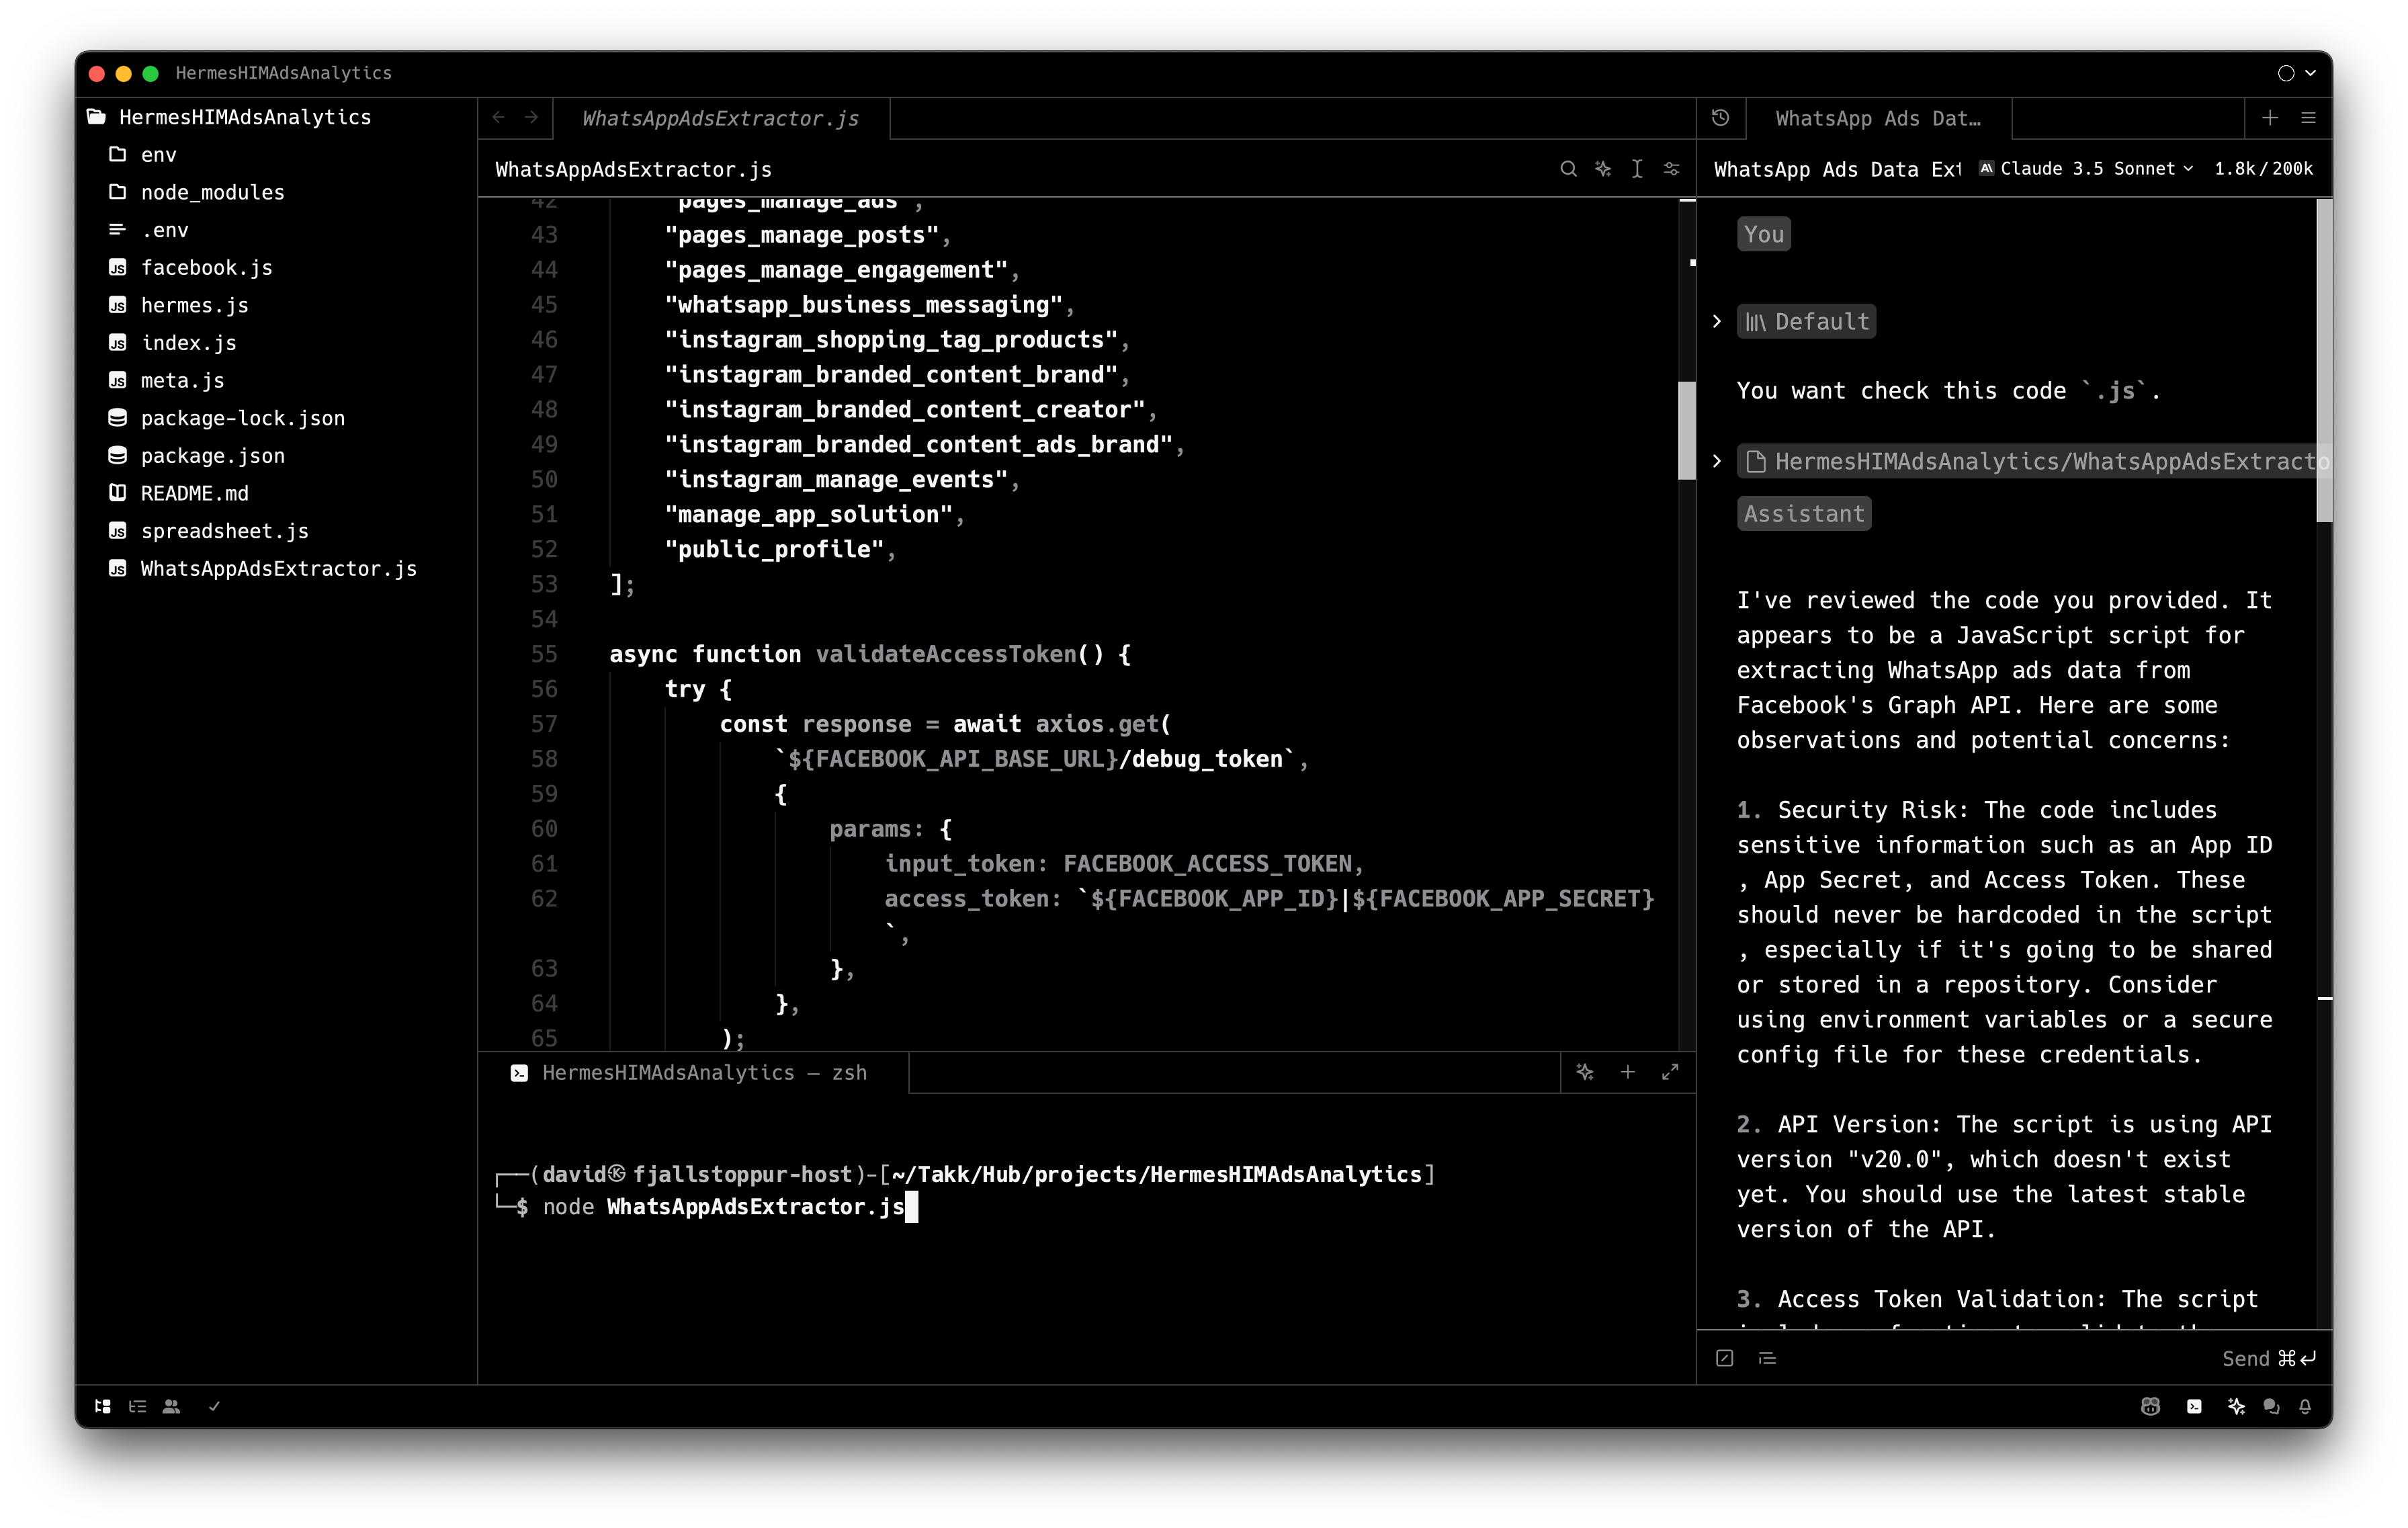 HermesHIMAdsAnalytics
HermesHIMAdsAnalytics
env
node_modules
.env
facebook.js
hermes.js
index.js
meta.js
package-lock.json
package.json
README.md
spreadsheet.js
WhatsAppAdsExtractor.js
WhatsAppAdsExtractor.js
WhatsAppAdsExtractor.js
42 "pages_manage_ads",
43 "pages_manage_posts",
44 "pages_manage_engagement",
45 "whatsapp_business_messaging",
46 "instagram_shopping_tag_products",
47 "instagram_branded_content_brand",
48 "instagram_branded_content_creator",
49 "instagram_branded_content_ads_brand",
50 "instagram_manage_events",
51 "manage_app_solution",
52 "public_profile",
53 ];
54
55 async function validateAccessToken() {
56 try {
57 const response = await axios.get(
58 `${FACEBOOK_API_BASE_URL}/debug_token`,
59 {
60 params: {
61 input_token: FACEBOOK_ACCESS_TOKEN,
62 access_token: `${FACEBOOK_APP_ID}|${FACEBOOK_APP_SECRET}
`,
63 },
64 },
65 );
HermesHIMAdsAnalytics — zsh
┌──(david㉿fjallstoppur-host)-[~/Takk/Hub/projects/HermesHIMAdsAnalytics]
└─$ node WhatsAppAdsExtractor.js
WhatsApp Ads Dat…
WhatsApp Ads Data Ext
Claude 3.5 Sonnet
1.8k/200k
You
Default
You want check this code `.js`.
HermesHIMAdsAnalytics/WhatsAppAdsExtracto
Assistant
I've reviewed the code you provided. It
appears to be a JavaScript script for
extracting WhatsApp ads data from
Facebook's Graph API. Here are some
observations and potential concerns:
1. Security Risk: The code includes
sensitive information such as an App ID
, App Secret, and Access Token. These
should never be hardcoded in the script
, especially if it's going to be shared
or stored in a repository. Consider
using environment variables or a secure
config file for these credentials.
2. API Version: The script is using API
version "v20.0", which doesn't exist
yet. You should use the latest stable
version of the API.
3. Access Token Validation: The script
Send ⌘↵